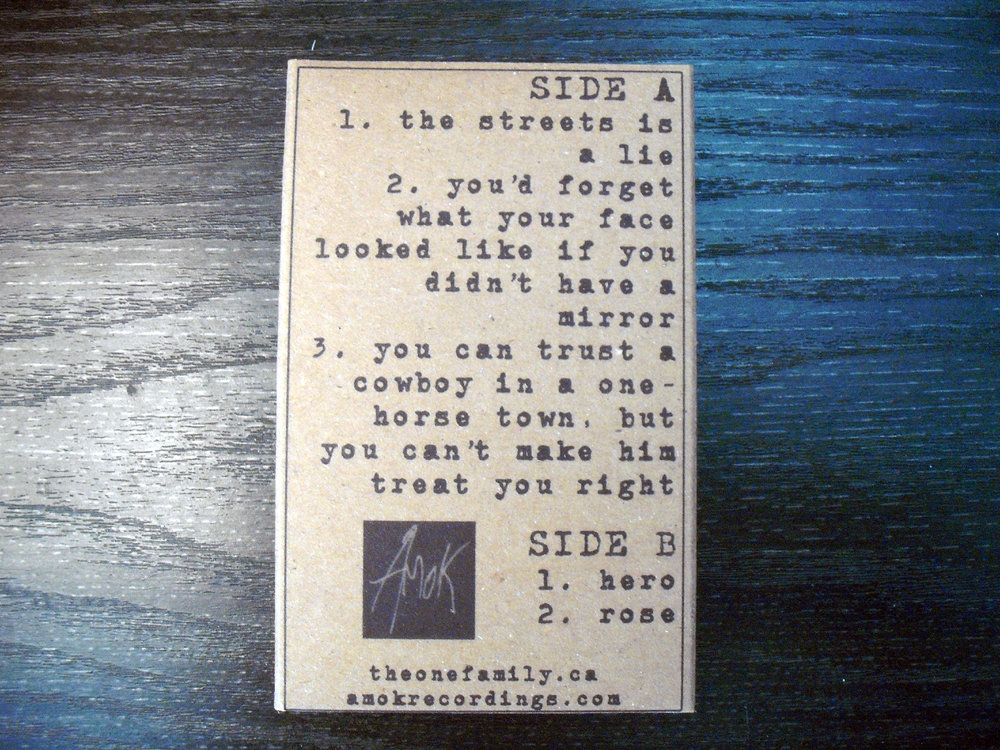 SIDE A
1. the streets is
a lie
2. you'd forget
what your face
looked like if you
didn't have a
mirror
3. you can trust a
cowboy in a one-
horse town, but
you can't make him
treat you right
AMOK
SIDE B
1. hero
2. rose
theonefamily.ca
amokrecordings.com